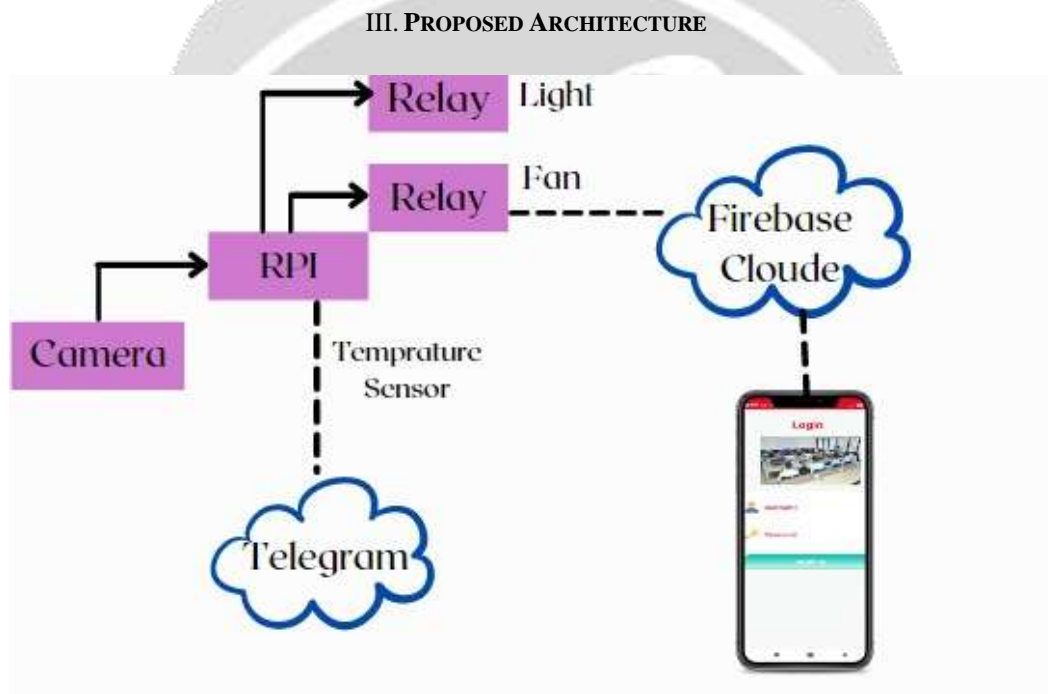 III. PROPOSED ARCHITECTURE
Relay Light
Relay Fan
RPI
Camera
Temprature
Sensor
Telegram
Firebase
Cloude
Login